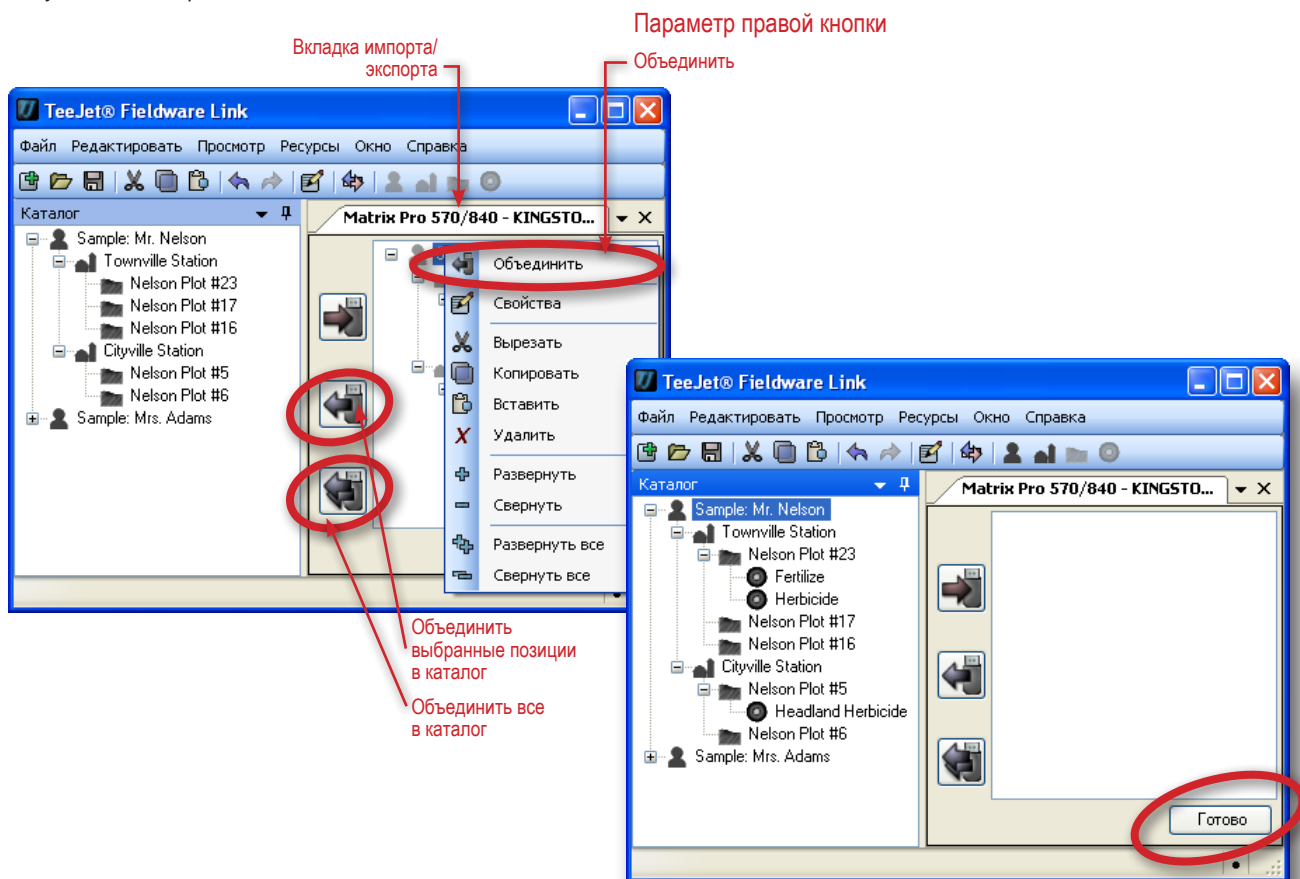 Параметр правой кнопки
Вкладка импорта/
экспорта
Объединить
TeeJet® Fieldware Link
Файл Редактировать Просмотр Ресурсы Окно Справка
Каталог
Matrix Pro 570/840 - KINGSTO...
Sample: Mr. Nelson
Townville Station
Nelson Plot #23
Nelson Plot #17
Nelson Plot #16
Cityville Station
Nelson Plot #5
Nelson Plot #6
Sample: Mrs. Adams
Объединить
Свойства
Вырезать
Копировать
Вставить
Удалить
Развернуть
Свернуть
Развернуть все
Свернуть все
Объединить
выбранные позиции
в каталог
Объединить все
в каталог
TeeJet® Fieldware Link
Файл Редактировать Просмотр Ресурсы Окно Справка
Каталог
Matrix Pro 570/840 - KINGSTO...
Sample: Mr. Nelson
Townville Station
Nelson Plot #23
Fertilize
Herbicide
Nelson Plot #17
Nelson Plot #16
Cityville Station
Nelson Plot #5
Headland Herbicide
Nelson Plot #6
Sample: Mrs. Adams
Готово